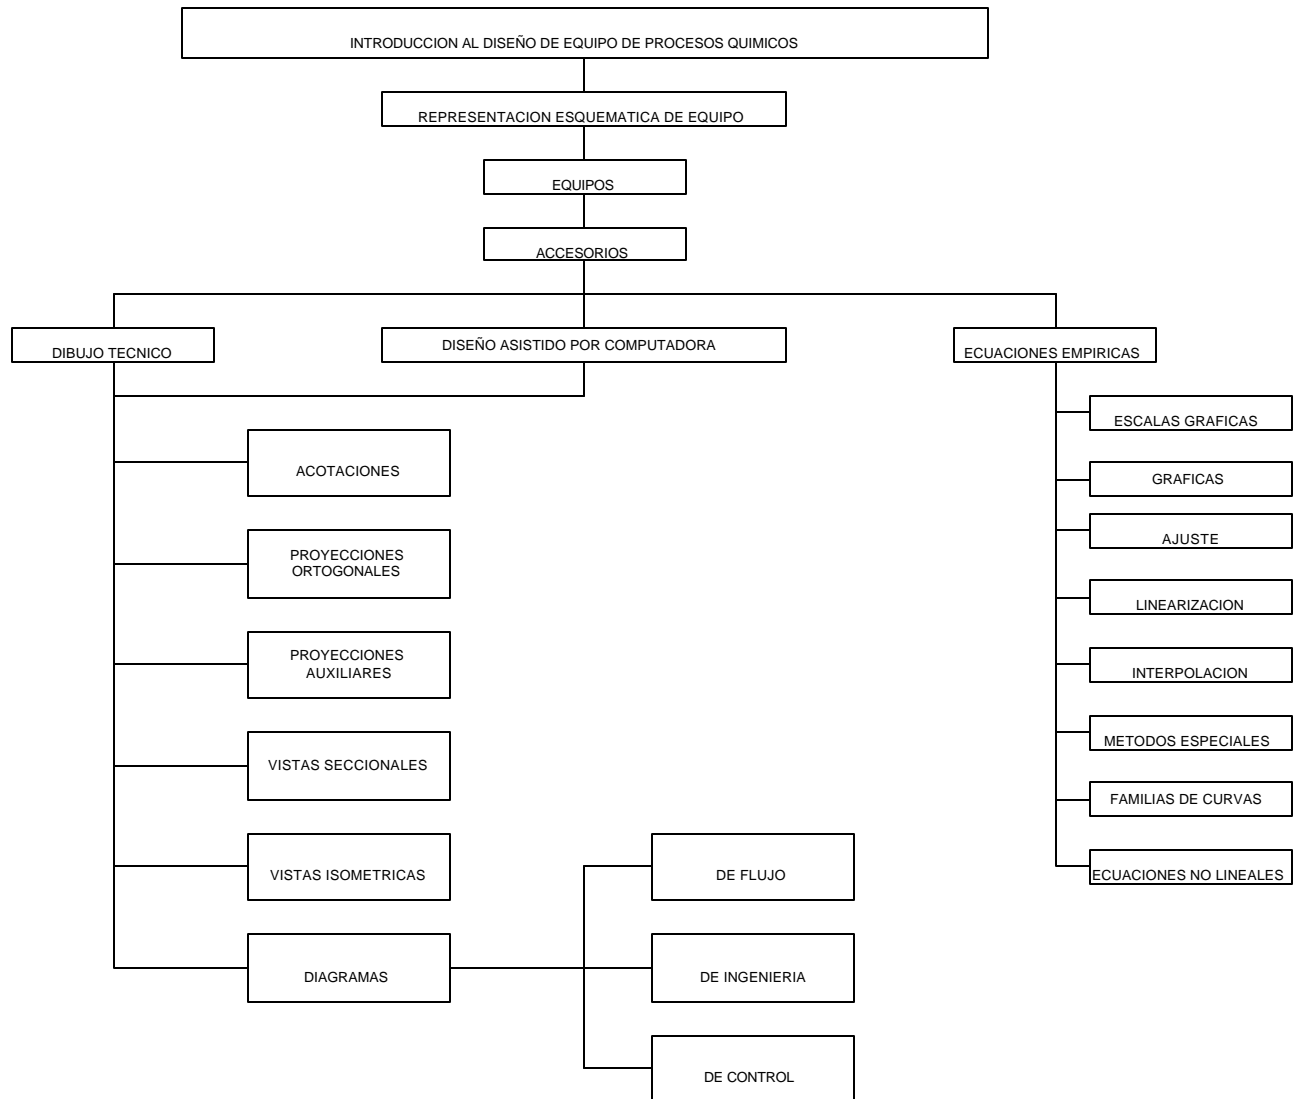 INTRODUCCION AL DISEÑO DE EQUIPO DE PROCESOS QUIMICOS
REPRESENTACION ESQUEMATICA DE EQUIPO
EQUIPOS
ACCESORIOS
DIBUJO TECNICO
DISEÑO ASISTIDO POR COMPUTADORA
ECUACIONES EMPIRICAS
ACOTACIONES
PROYECCIONES
ORTOGONALES
PROYECCIONES
AUXILIARES
VISTAS SECCIONALES
VISTAS ISOMETRICAS
DIAGRAMAS
DE FLUJO
DE INGENIERIA
DE CONTROL
ESCALAS GRAFICAS
GRAFICAS
AJUSTE
LINEARIZACION
INTERPOLACION
METODOS ESPECIALES
FAMILIAS DE CURVAS
ECUACIONES NO LINEALES